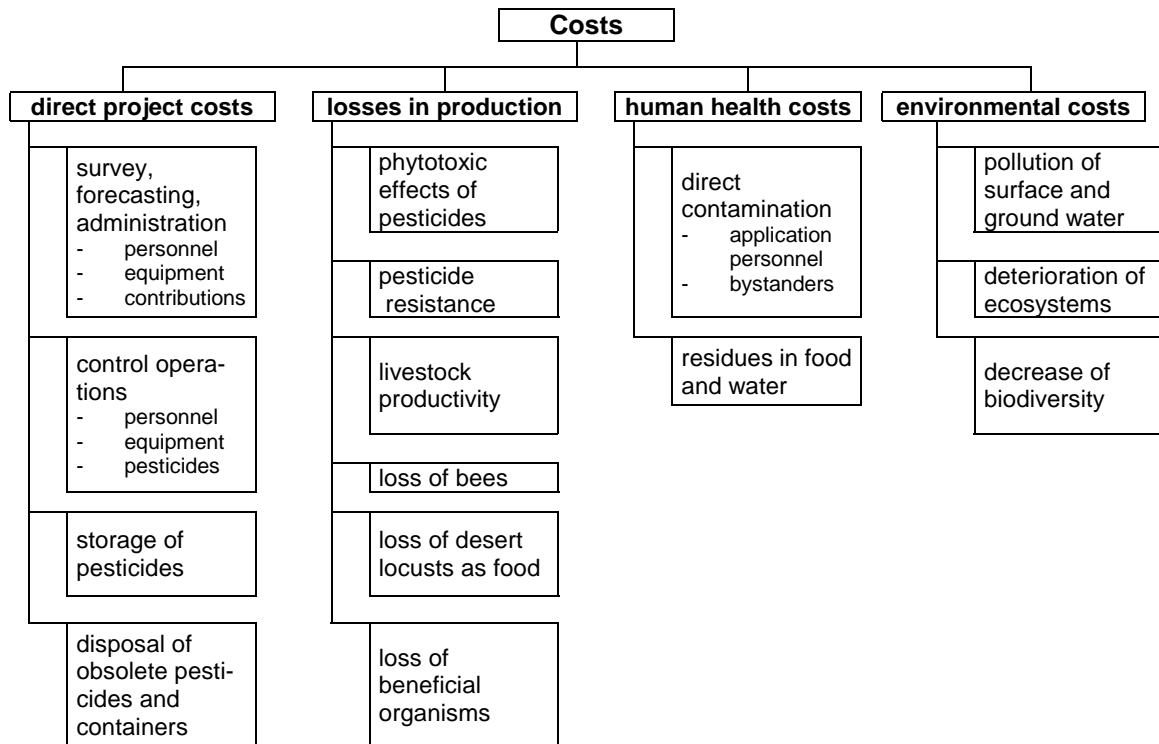 Costs
direct project costs
survey,
forecasting,
administration
- personnel
- equipment
- contributions
control opera-
tions
- personnel
- equipment
- pesticides
storage of
pesticides
disposal of
obsolete pesti-
cides and
containers
losses in production
phytotoxic
effects of
pesticides
pesticide
resistance
livestock
productivity
loss of bees
loss of desert
locusts as food
loss of
beneficial
organisms
human health costs
direct
contamination
- application
personnel
- bystanders
residues in food
and water
environmental costs
pollution of
surface and
ground water
deterioration of
ecosystems
decrease of
biodiversity